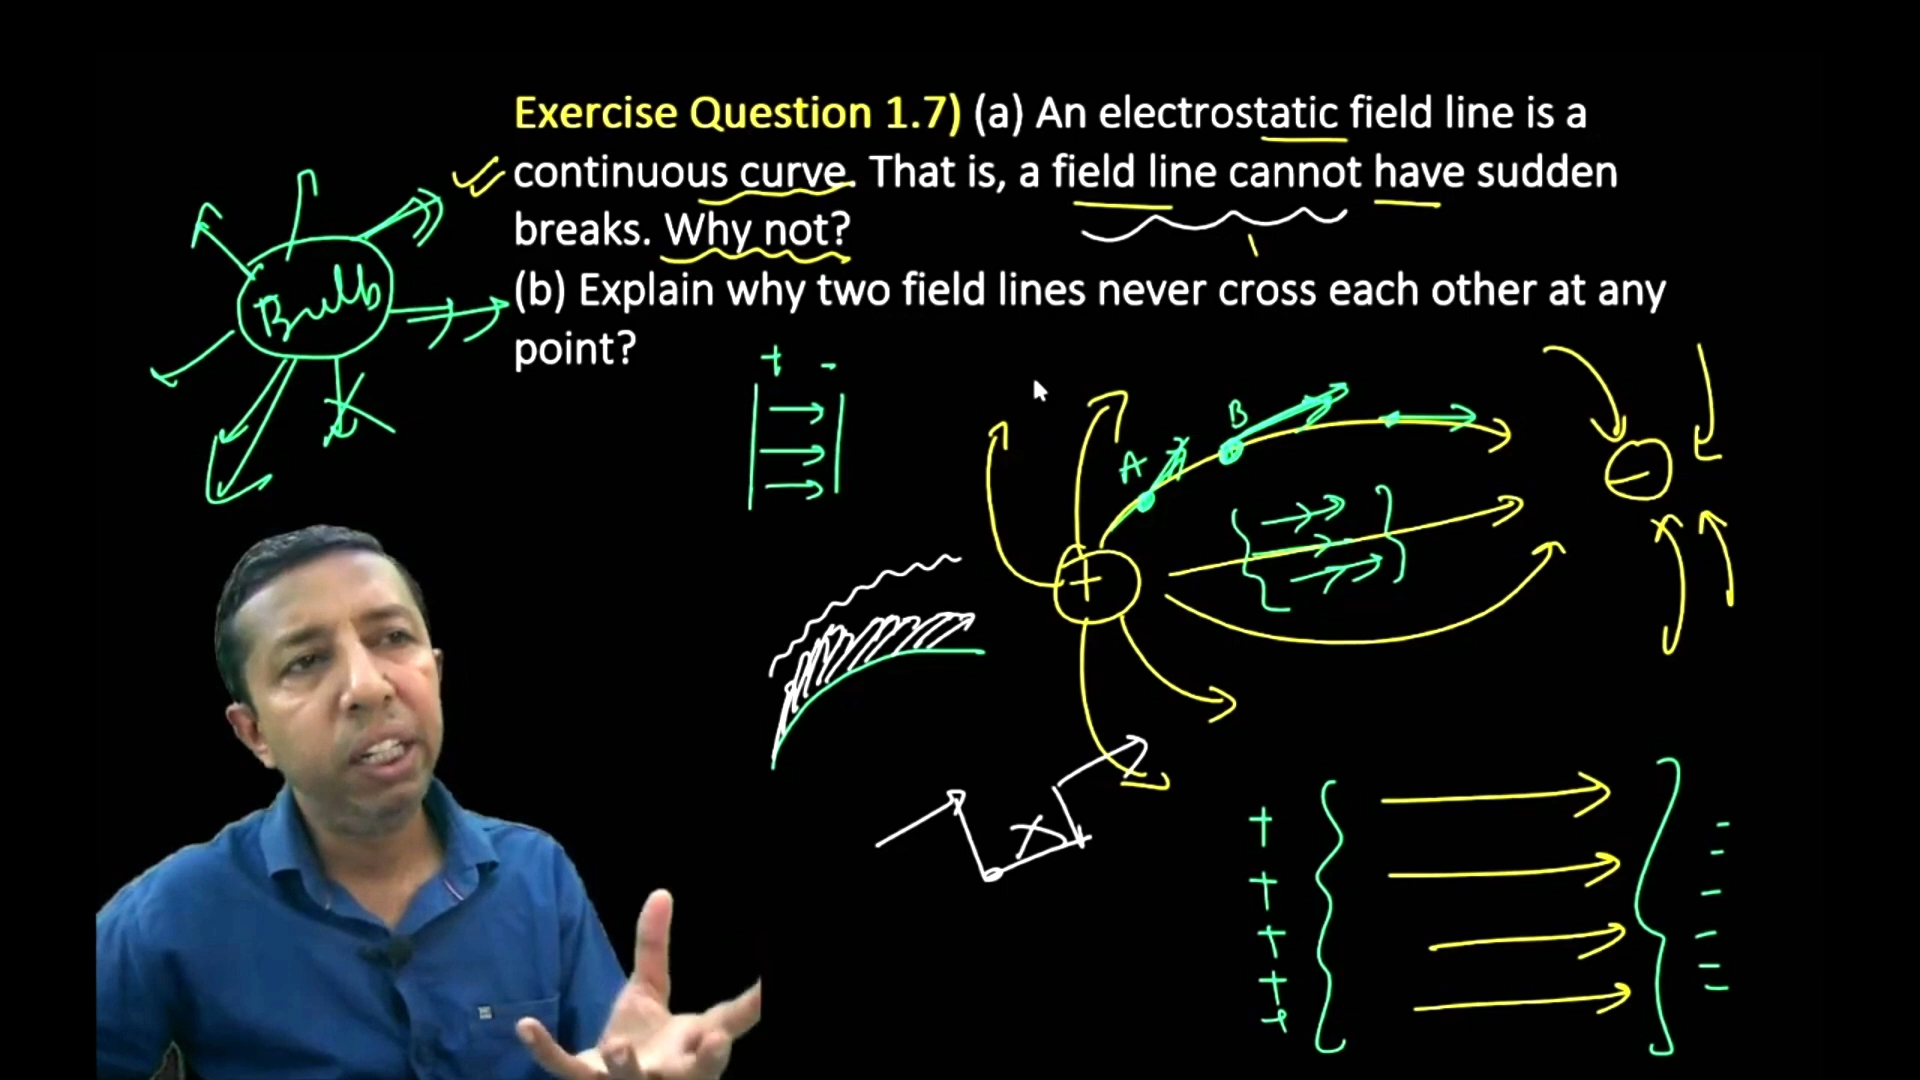 Exercise Question 1.7) (a) An electrostatic field line is a
continuous curve. That is, a field line cannot have sudden
breaks. Why not?
(b) Explain why two field lines never cross each other at any
point?
Bulb
+ -
A
B
+
-
+
+
+
+
+
-
-
-
-
-
-